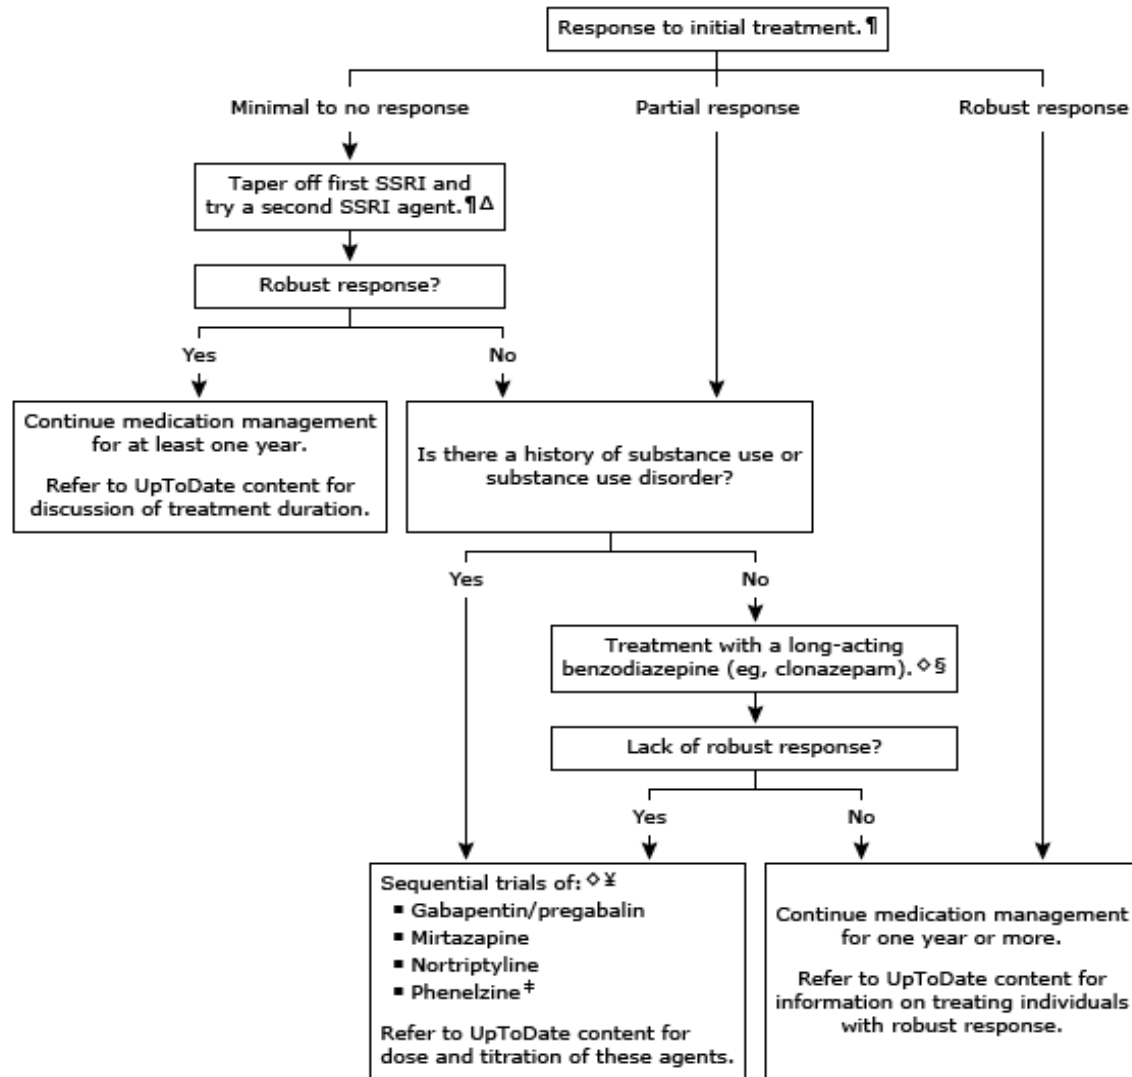 Response to initial treatment.¶
Minimal to no response
Partial response
Robust response
Taper off first SSRI and
try a second SSRI agent.¶Δ
Robust response?
Yes
No
Continue medication management
for at least one year.
Refer to UpToDate content for
discussion of treatment duration.
Is there a history of substance use or
substance use disorder?
Yes
No
Treatment with a long-acting
benzodiazepine (eg, clonazepam).◇§
Lack of robust response?
Yes
No
Sequential trials of:◇¥
▪ Gabapentin/pregabalin
▪ Mirtazapine
▪ Nortriptyline
▪ Phenelzine‡
Refer to UpToDate content for
dose and titration of these agents.
Continue medication management
for one year or more.
Refer to UpToDate content for
information on treating individuals
with robust response.